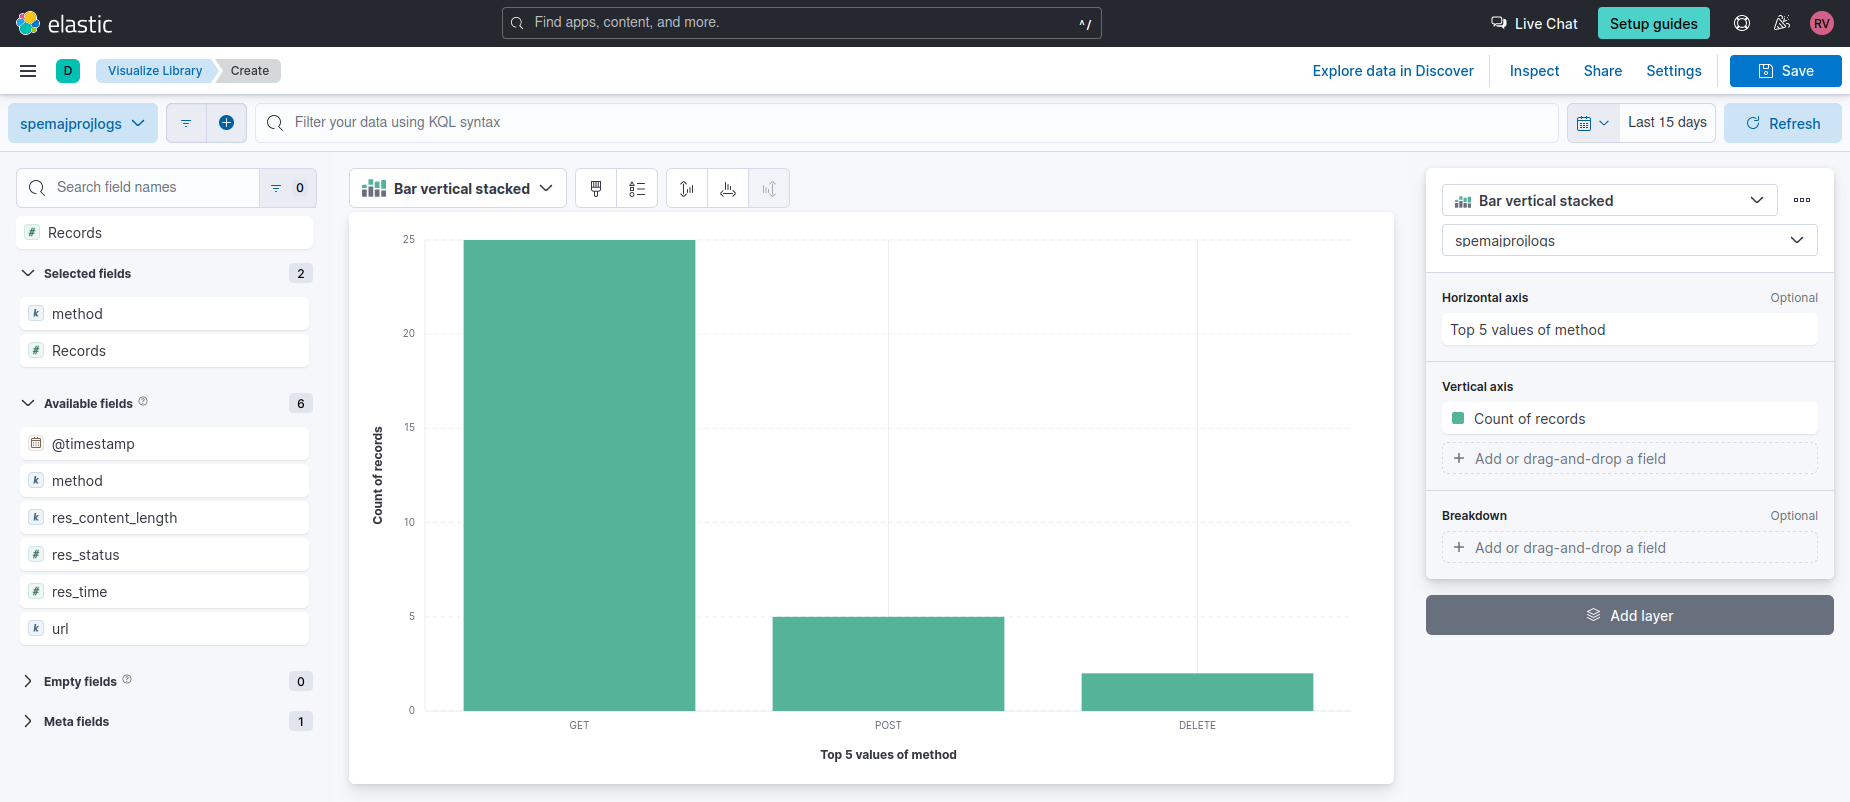 elastic
Find apps, content, and more.
^/
Live Chat
Setup guides
RV
D
Visualize Library
Create
Explore data in Discover
Inspect
Share
Settings
Save
spemajprojlogs
Filter your data using KQL syntax
Last 15 days
Refresh
Search field names
0
# Records
Selected fields
2
k method
# Records
Available fields
6
@timestamp
k method
k res_content_length
# res_status
# res_time
k url
Empty fields
0
Meta fields
1
Bar vertical stacked
25
20
15
10
5
0
Count of records
GET
POST
DELETE
Top 5 values of method
Bar vertical stacked
spemajprojlogs
Horizontal axis
Optional
Top 5 values of method
Vertical axis
Count of records
+ Add or drag-and-drop a field
Breakdown
Optional
+ Add or drag-and-drop a field
Add layer